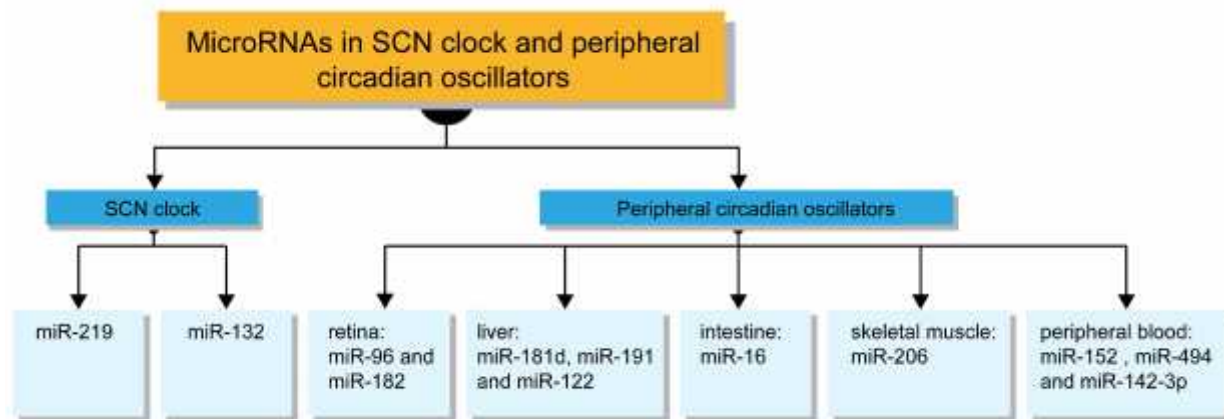 MicroRNAs in SCN clock and peripheral
circadian oscillators
SCN clock
Peripheral circadian oscillators
miR-219
miR-132
retina:
miR-96 and
miR-182
liver:
miR-181d, miR-191
and miR-122
intestine:
miR-16
skeletal muscle:
miR-206
peripheral blood:
miR-152 , miR-494
and miR-142-3p